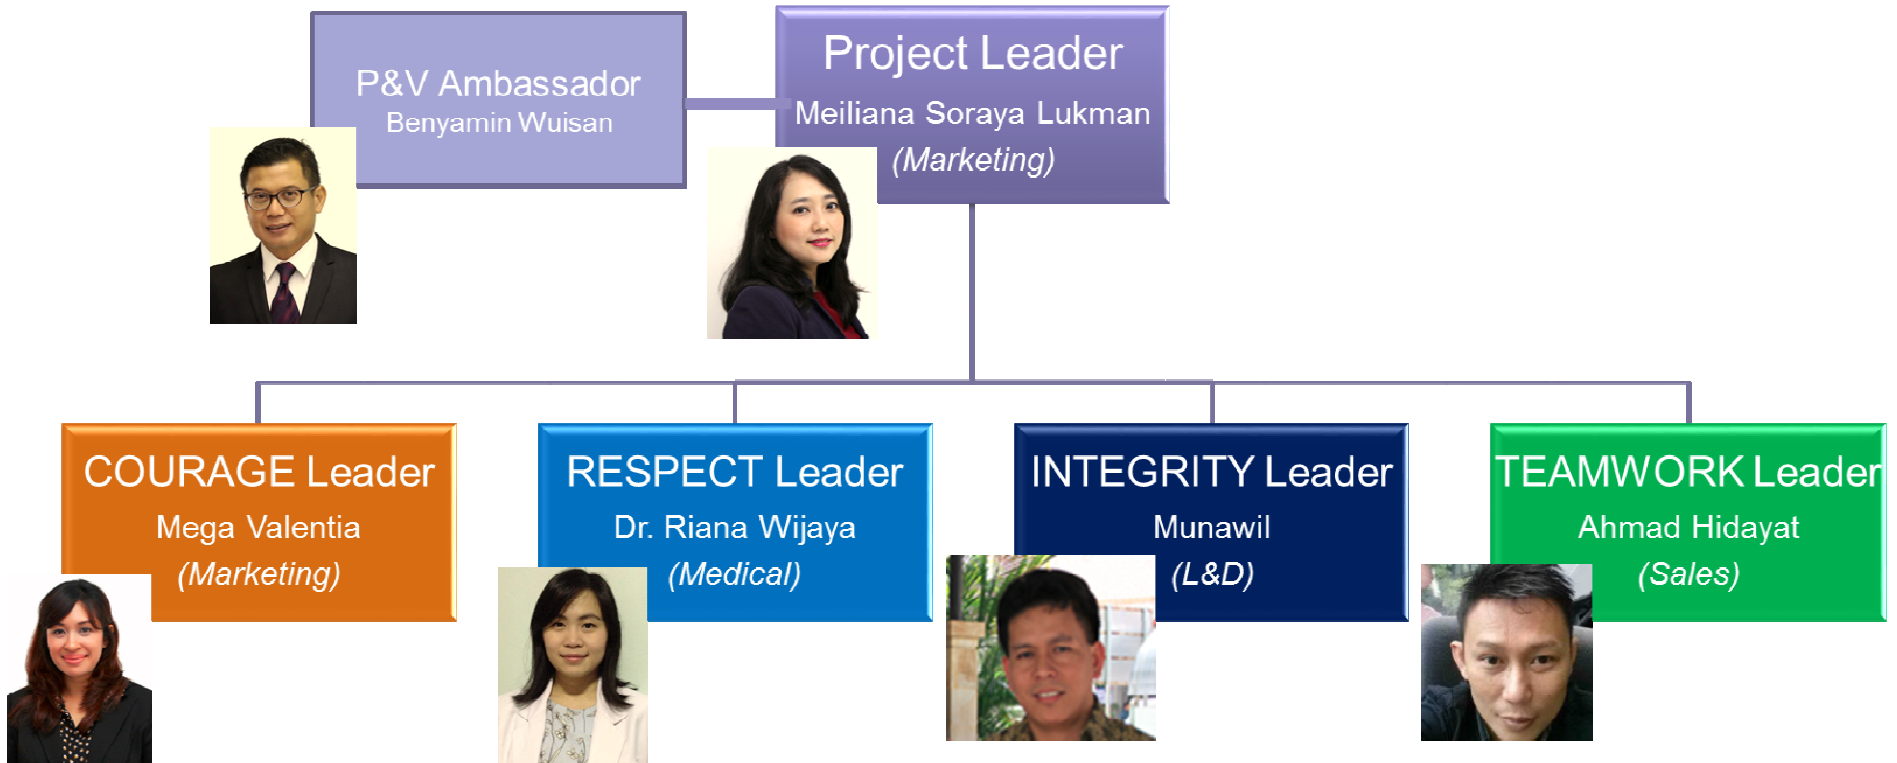 P&V Ambassador
Benyamin Wuisan
Project Leader
Meiliana Soraya Lukman
(Marketing)
COURAGE Leader
Mega Valentia
(Marketing)
RESPECT Leader
Dr. Riana Wijaya
(Medical)
INTEGRITY Leader
Munawil
(L&D)
TEAMWORK Leader
Ahmad Hidayat
(Sales)